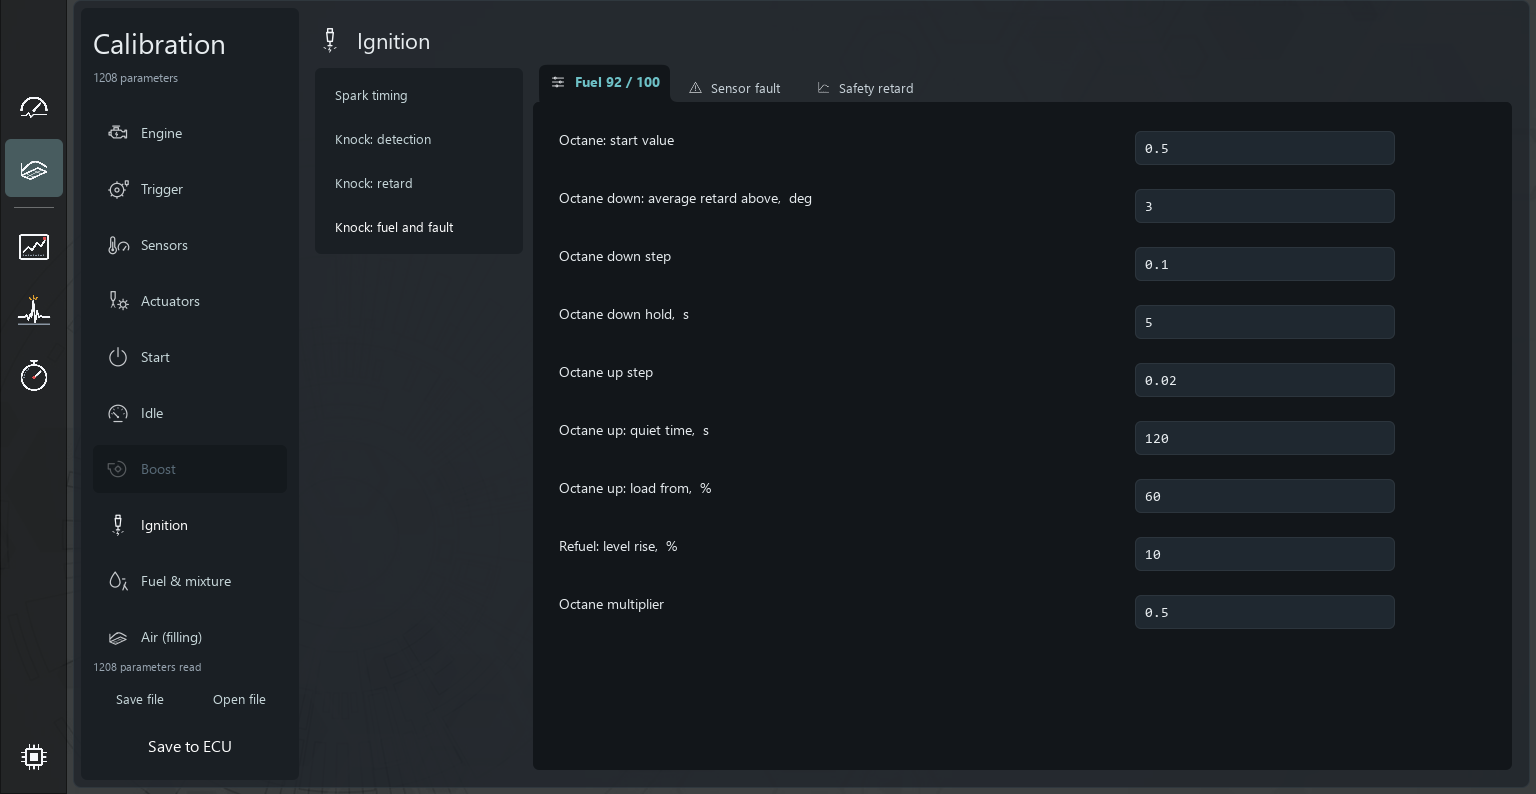 Calibration
1208 parameters
Engine
Trigger
Sensors
Actuators
Start
Idle
Boost
Ignition
Fuel & mixture
Air (filling)
1208 parameters read
Save file
Open file
Save to ECU
Ignition
Spark timing
Knock: detection
Knock: retard
Knock: fuel and fault
Fuel 92 / 100
Sensor fault
Safety retard
Octane: start value
0.5
Octane down: average retard above, deg
3
Octane down step
0.1
Octane down hold, s
5
Octane up step
0.02
Octane up: quiet time, s
120
Octane up: load from, %
60
Refuel: level rise, %
10
Octane multiplier
0.5